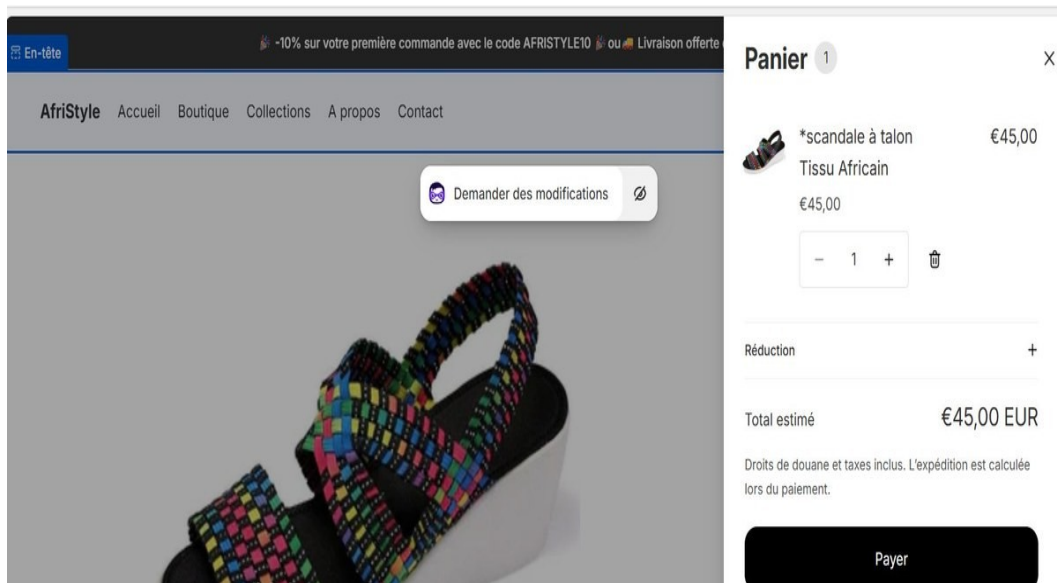 En-tête
🎉 -10% sur votre première commande avec le code AFRISTYLE10 🎉 ou 🚚 Livraison offerte
AfriStyle Accueil Boutique Collections A propos Contact
Demander des modifications
Panier 1
*scandale à talon €45,00
Tissu Africain
€45,00
− 1 +
Réduction +
Total estimé €45,00 EUR
Droits de douane et taxes inclus. L'expédition est calculée
lors du paiement.
Payer